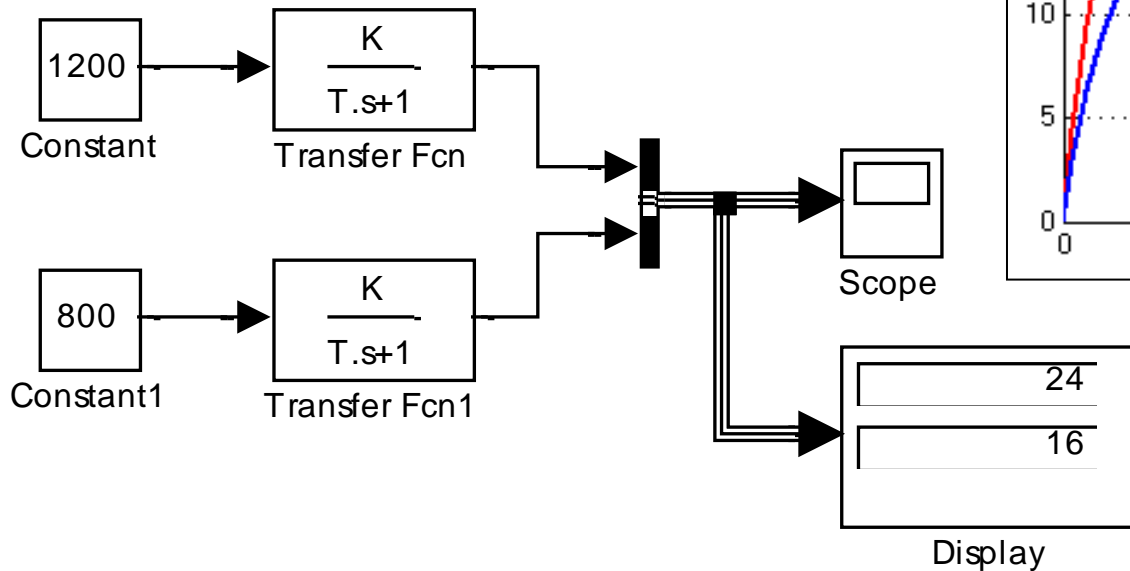 1200
Constant
K
T.s+1
Transfer Fcn
800
Constant1
K
T.s+1
Transfer Fcn1
10
5
0
0
Scope
24
16
Display